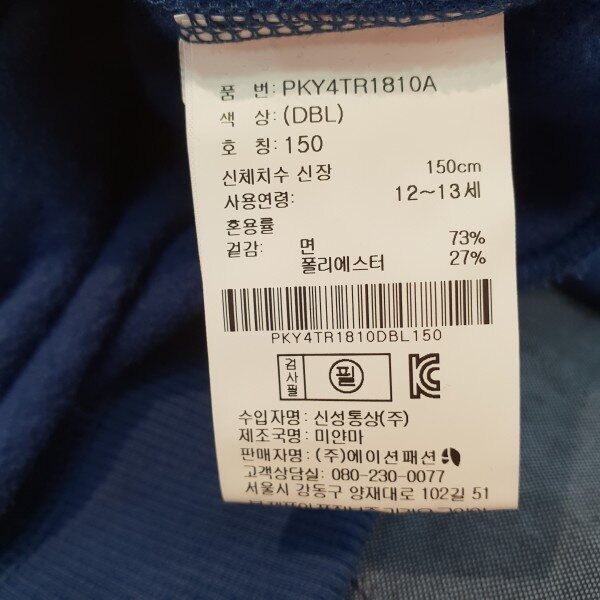 품 번: PKY4TR1810A
색 상: (DBL)
호 칭: 150
신체치수 신장 150cm
사용연령: 12~13세
혼용률
겉감: 면 73%
폴리에스터 27%
PKY4TR1810DBL150
검사필 필 KC
수입자명: 신성통상(주)
제조국명: 미얀마
판매자명: (주)에이션패션
고객상담실: 080-230-0077
서울시 강동구 양재대로 102길 51